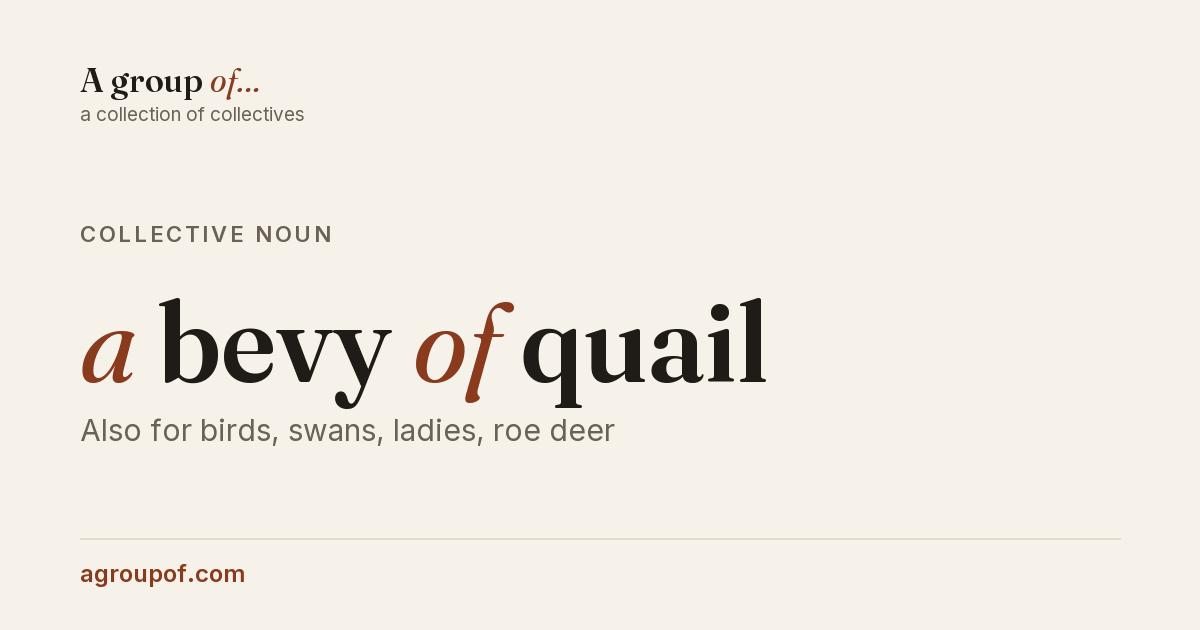 A group of...
a collection of collectives
COLLECTIVE NOUN
a bevy of quail
Also for birds, swans, ladies, roe deer
agroupof.com